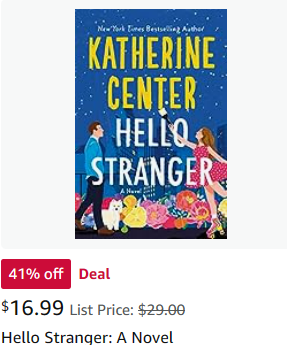 New York Times Bestselling Author
KATHERINE
CENTER
HELLO
STRANGER
A Novel
41% off Deal
$16.99 List Price: $29.00
Hello Stranger: A Novel